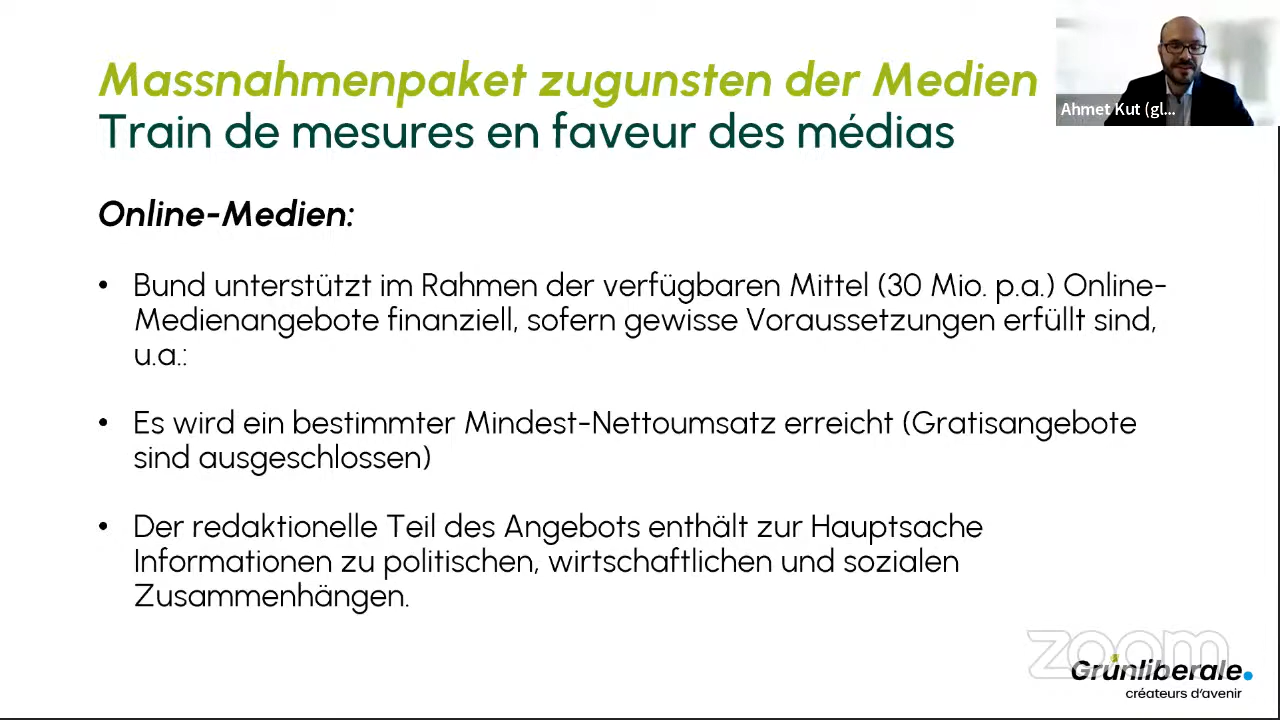 Massnahmenpaket zugunsten der Medien
Train de mesures en faveur des médias
Ahmet Kut (gl...
Online-Medien:
• Bund unterstützt im Rahmen der verfügbaren Mittel (30 Mio. p.a.) Online-
Medienangebote finanziell, sofern gewisse Voraussetzungen erfüllt sind,
u.a.:
• Es wird ein bestimmter Mindest-Nettoumsatz erreicht (Gratisangebote
sind ausgeschlossen)
• Der redaktionelle Teil des Angebots enthält zur Hauptsache
Informationen zu politischen, wirtschaftlichen und sozialen
Zusammenhängen.
zoom
Grünliberale.
créateurs d'avenir